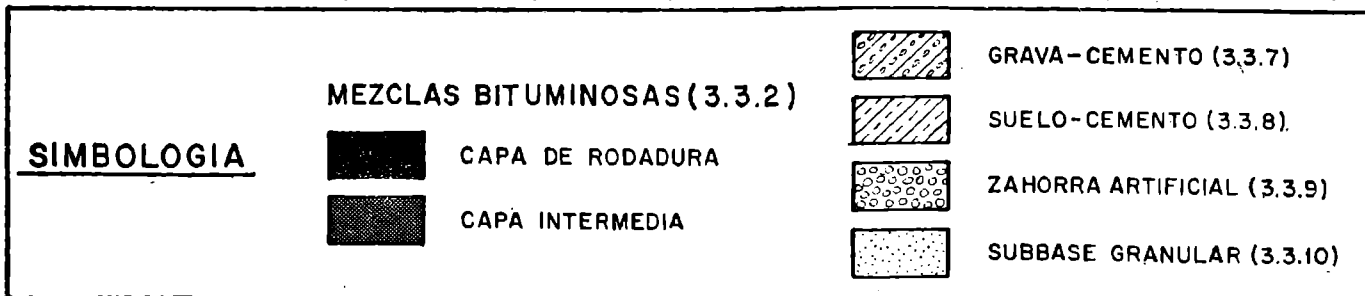 SIMBOLOGIA
MEZCLAS BITUMINOSAS (3.3.2)
CAPA DE RODADURA
CAPA INTERMEDIA
GRAVA-CEMENTO (3.3.7)
SUELO-CEMENTO (3.3.8).
ZAHORRA ARTIFICIAL (3.3.9)
SUBBASE GRANULAR (3.3.10)